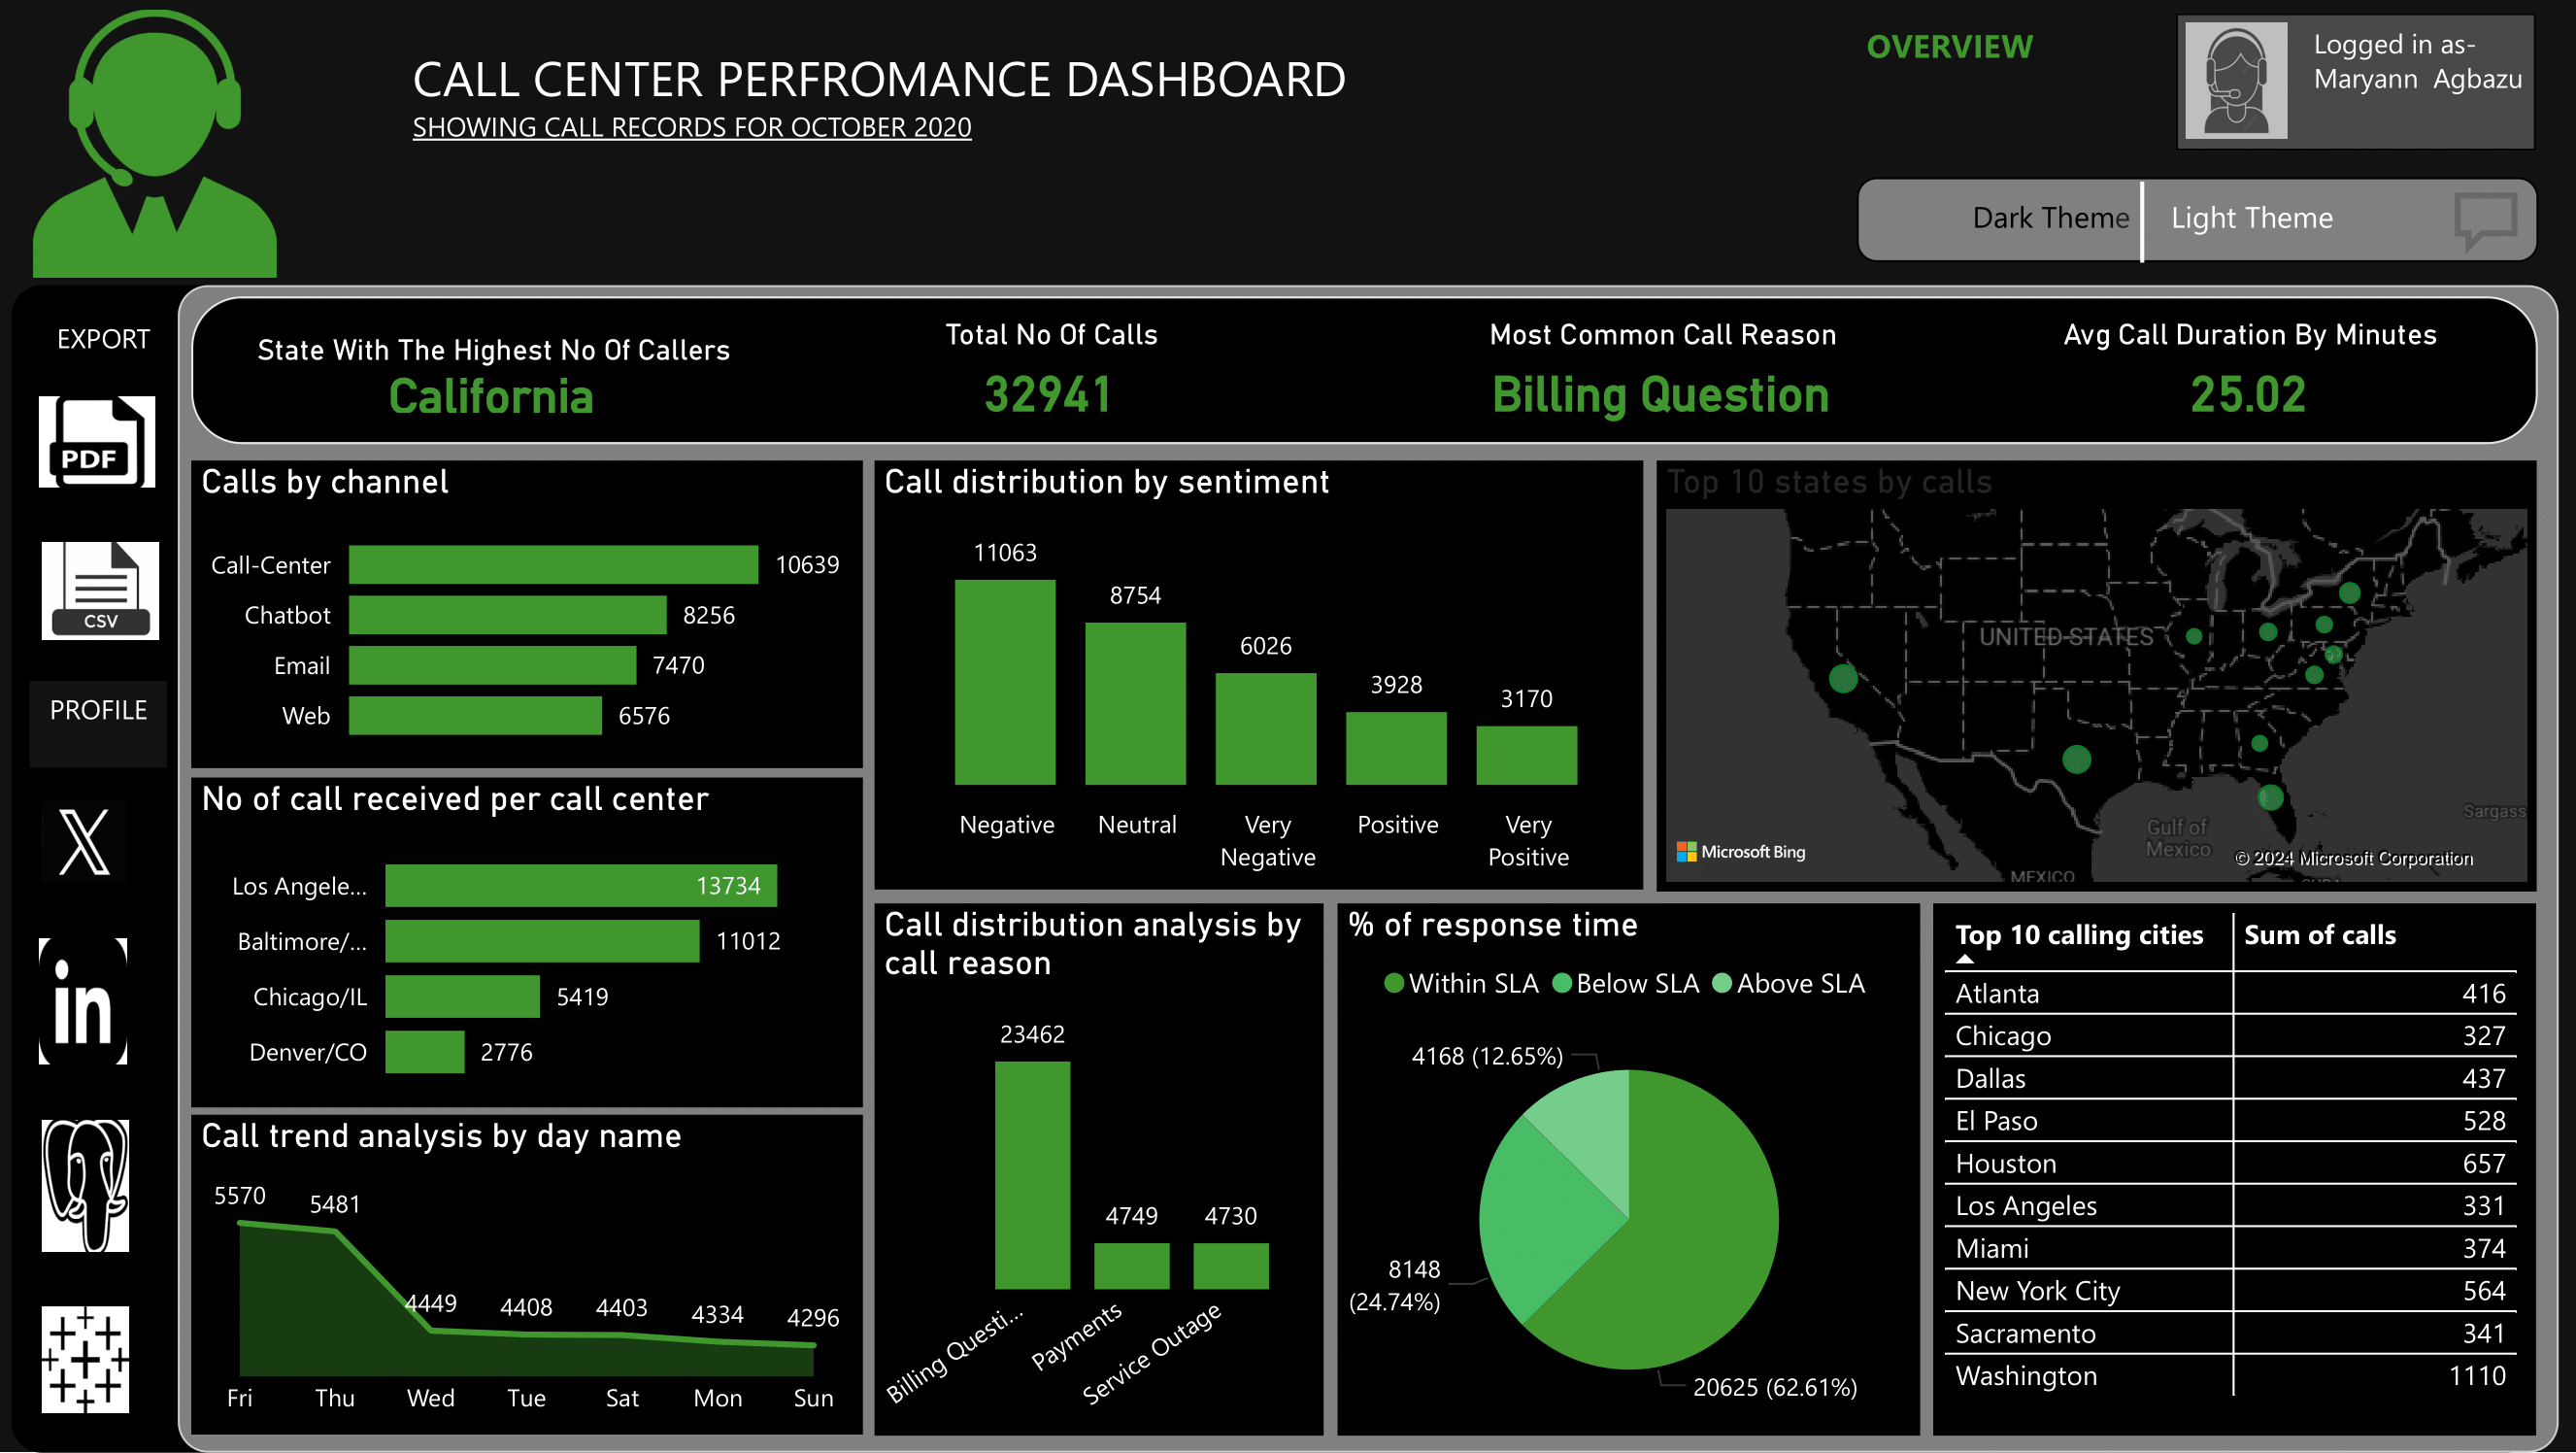 CALL CENTER PERFROMANCE DASHBOARD
SHOWING CALL RECORDS FOR OCTOBER 2020
OVERVIEW
Logged in as-
Maryann Agbazu
Dark Theme
Light Theme
EXPORT
PDF
CSV
PROFILE
in
State With The Highest No Of Callers
California
Total No Of Calls
32941
Most Common Call Reason
Billing Question
Avg Call Duration By Minutes
25.02
Calls by channel
Call-Center 10639
Chatbot 8256
Email 7470
Web 6576
No of call received per call center
Los Angele... 13734
Baltimore/... 11012
Chicago/IL 5419
Denver/CO 2776
Call trend analysis by day name
5570 5481 4449 4408 4403 4334 4296
Fri Thu Wed Tue Sat Mon Sun
Call distribution by sentiment
11063 8754 6026 3928 3170
Negative Neutral Very Positive Very
Negative Positive
Top 10 states by calls
UNITED STATES
Sargass
Gulf of
Mexico
Microsoft Bing
© 2024 Microsoft Corporation
MEXICO
Call distribution analysis by
call reason
23462 4749 4730
Billing Questi... Payments Service Outage
% of response time
Within SLA Below SLA Above SLA
4168 (12.65%)
8148
(24.74%)
20625 (62.61%)
Top 10 calling cities Sum of calls
Atlanta 416
Chicago 327
Dallas 437
El Paso 528
Houston 657
Los Angeles 331
Miami 374
New York City 564
Sacramento 341
Washington 1110